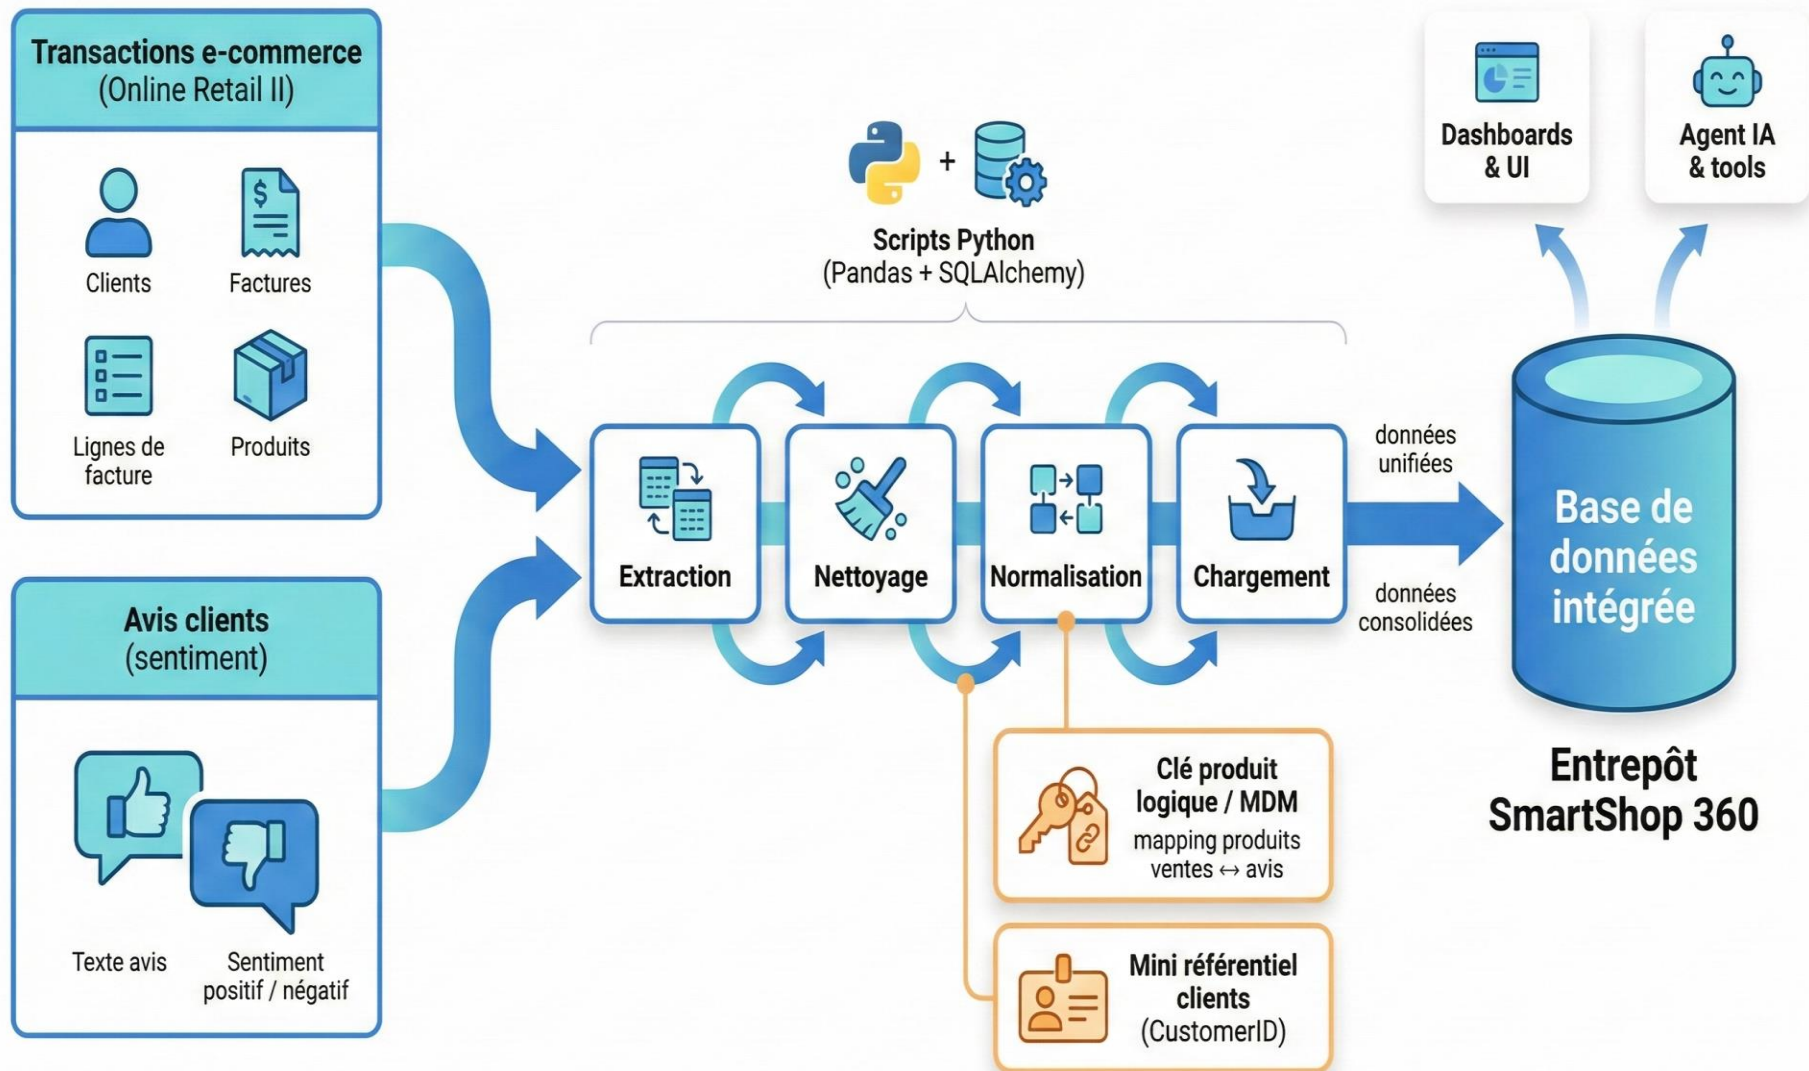 Transactions e-commerce
(Online Retail II)
Clients
Factures
Lignes de
facture
Produits
Avis clients
(sentiment)
Texte avis
Sentiment
positif / négatif
+
Scripts Python
(Pandas + SQLAlchemy)
Extraction
Nettoyage
Normalisation
Chargement
Clé produit
logique / MDM
mapping produits
ventes ↔ avis
Mini référentiel
clients
(CustomerID)
données
unifiées
données
consolidées
Dashboards
& UI
Agent IA
& tools
Base de
données
intégrée
Entrepôt
SmartShop 360